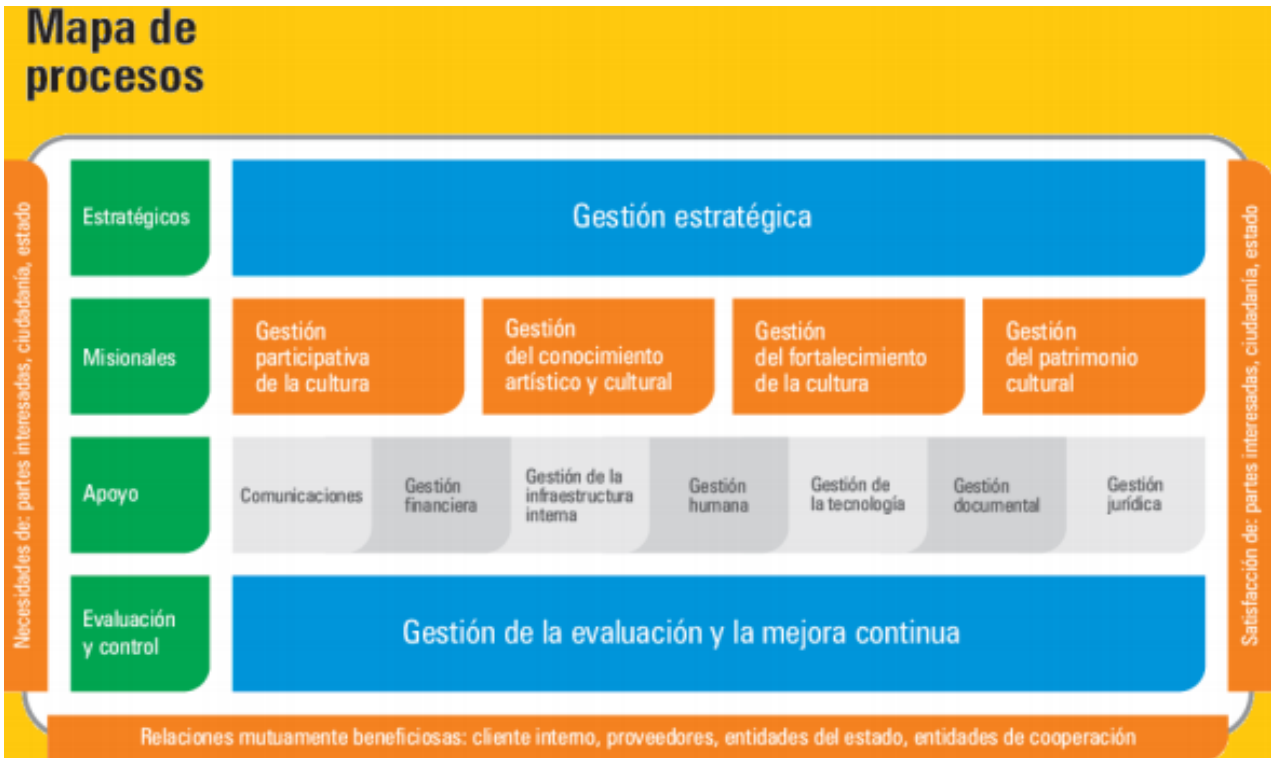 Mapa de
procesos
Necesidades de: partes interesadas, ciudadanía, estado
Estratégicos
Gestión estratégica
Misionales
Gestión
participativa
de la cultura
Gestión
del conocimiento
artístico y cultural
Gestión
del fortalecimiento
de la cultura
Gestión
del patrimonio
cultural
Apoyo
Comunicaciones
Gestión
financiera
Gestión de la
infraestructura
interna
Gestión
humana
Gestión de
la tecnología
Gestión
documental
Gestión
jurídica
Evaluación
y control
Gestión de la evaluación y la mejora continua
Satisfacción de: partes interesadas, ciudadanía, estado
Relaciones mutuamente beneficiosas: cliente interno, proveedores, entidades del estado, entidades de cooperación